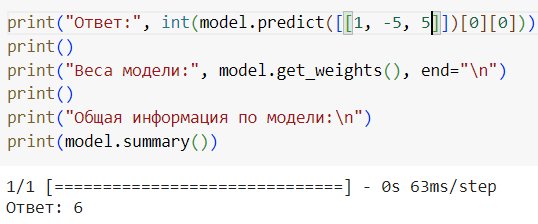 print("Ответ:", int(model.predict([[1, -5, 5]])[0][0]))
print()
print("Веса модели:", model.get_weights(), end="\n")
print()
print("Общая информация по модели:\n")
print(model.summary())
1/1 [==============================] - 0s 63ms/step
Ответ: 6